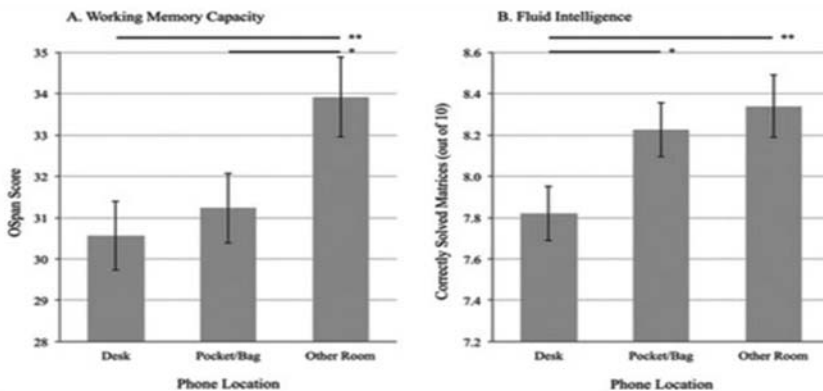 A. Working Memory Capacity
**
*
35
34
33
32
31
30
29
28
OSpan Score
Desk
Pocket/Bag
Other Room
Phone Location
B. Fluid Intelligence
**
*
8.6
8.4
8.2
8.0
7.8
7.6
7.4
7.2
Correctly Solved Matrices (out of 10)
Desk
Pocket/Bag
Other Room
Phone Location